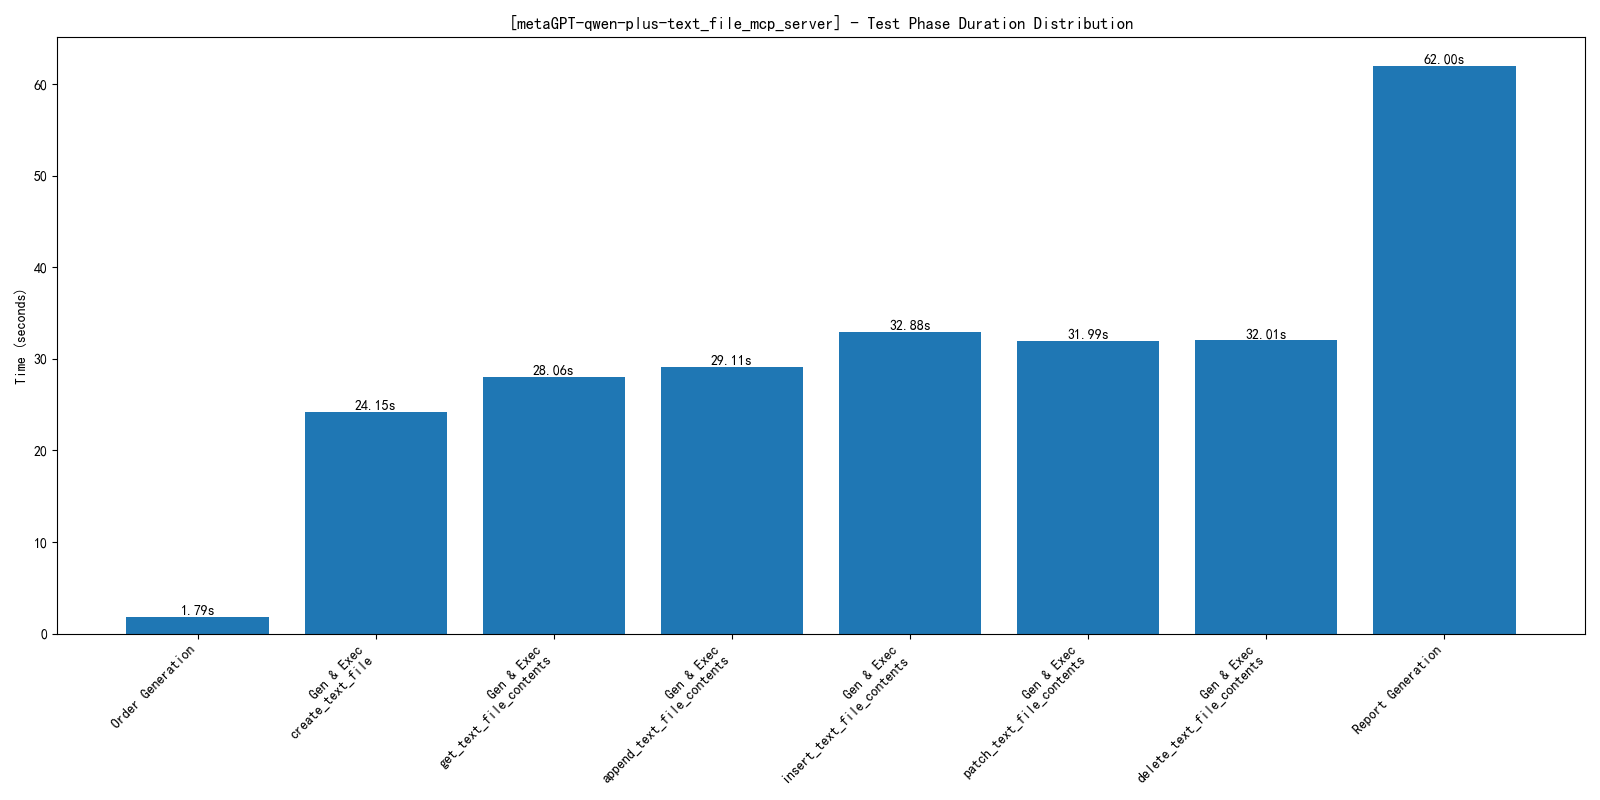 [metaGPT-qwen-plus-text_file_mcp_server] - Test Phase Duration Distribution
Time (seconds)
60
50
40
30
20
10
0
1.79s
24.15s
28.06s
29.11s
32.88s
31.99s
32.01s
62.00s
Order Generation
Gen & Exec
create_text_file
Gen & Exec
get_text_file_contents
Gen & Exec
append_text_file_contents
Gen & Exec
insert_text_file_contents
Gen & Exec
patch_text_file_contents
Gen & Exec
delete_text_file_contents
Report Generation